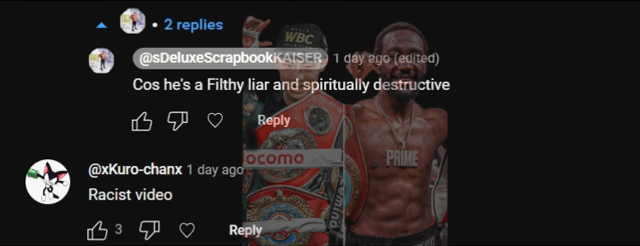 • 2 replies
@sDeluxeScrapbookKAISER 1 day ago (edited)
WBC
Cos he's a Filthy liar and spiritually destructive
Reply
ocomo
PRIME
@xKuro-chanx 1 day ago
Racist video
3 Reply